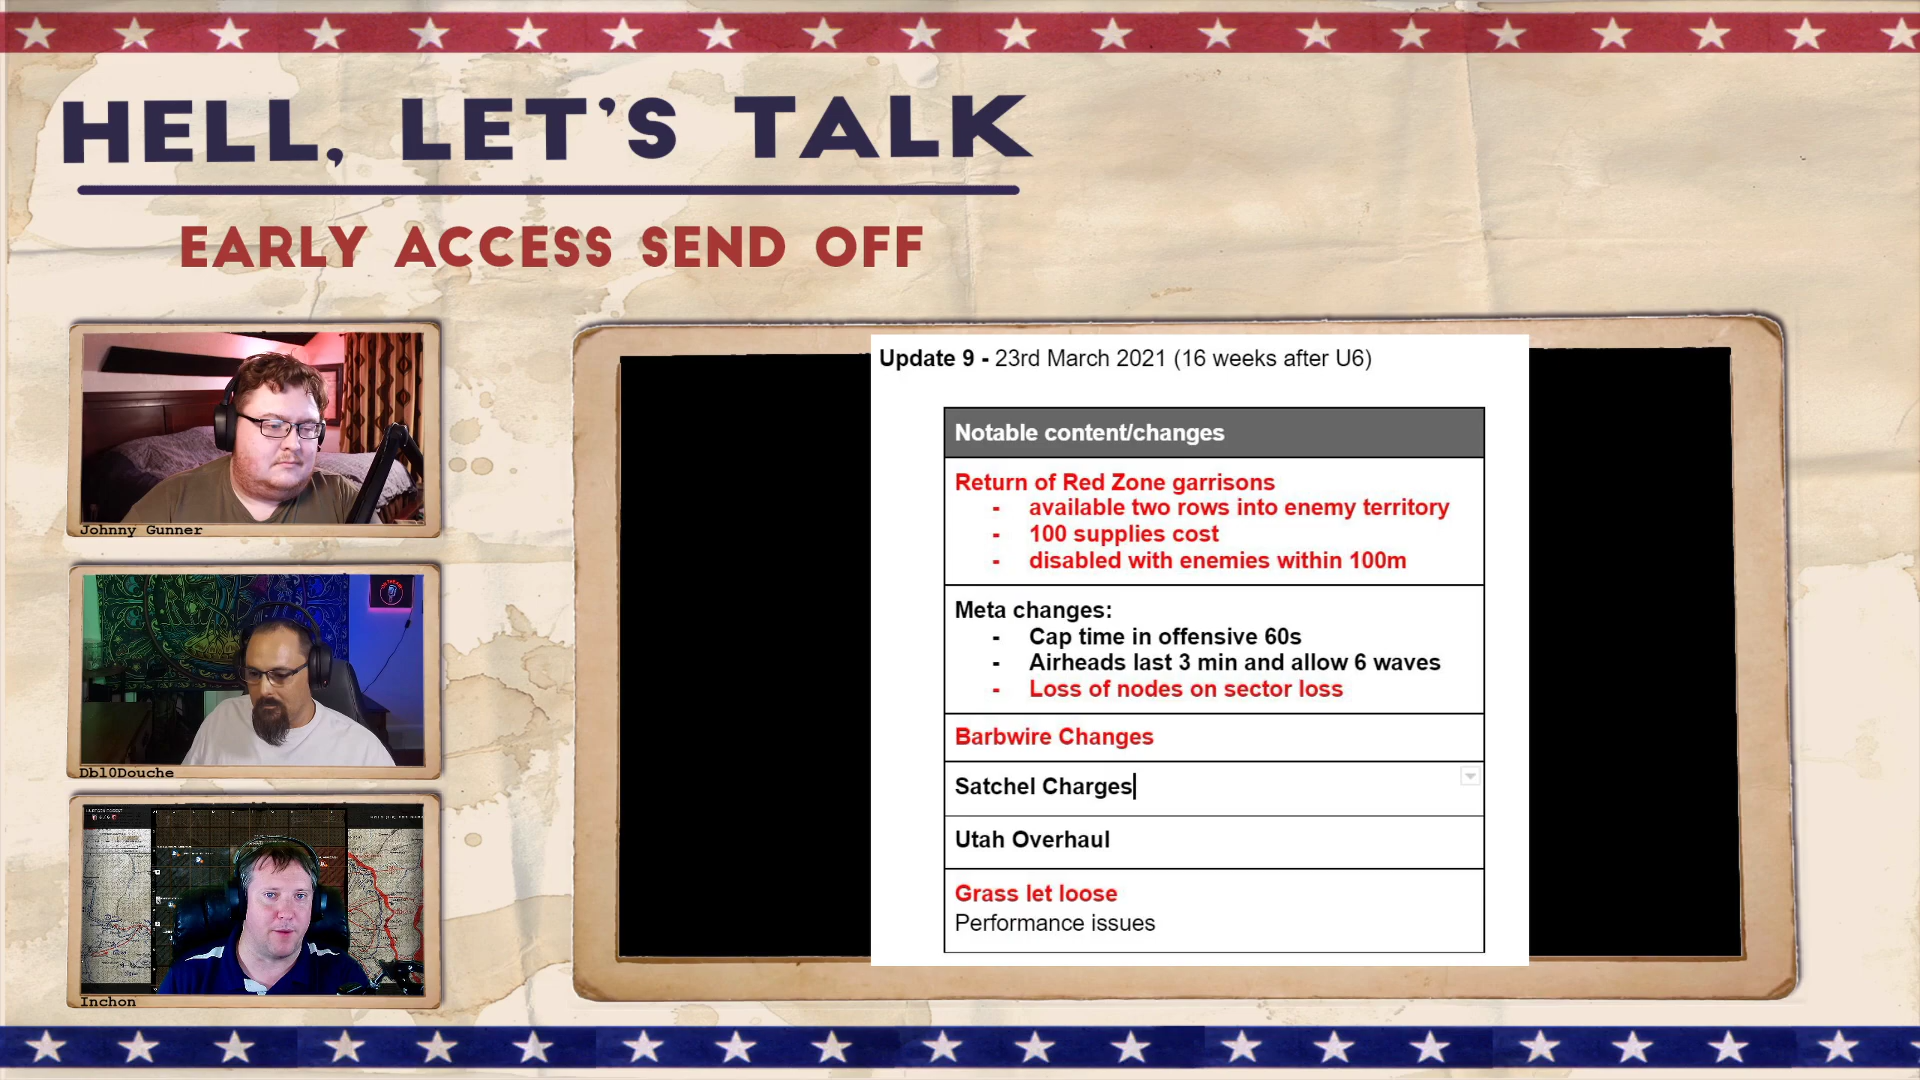 HELL, LET'S TALK
EARLY ACCESS SEND OFF
Johnny Gunner
Db10Douche
Inchon
Update 9 - 23rd March 2021 (16 weeks after U6)
Notable content/changes
Return of Red Zone garrisons
- available two rows into enemy territory
- 100 supplies cost
- disabled with enemies within 100m
Meta changes:
- Cap time in offensive 60s
- Airheads last 3 min and allow 6 waves
- Loss of nodes on sector loss
Barbwire Changes
Satchel Charges
Utah Overhaul
Grass let loose
Performance issues